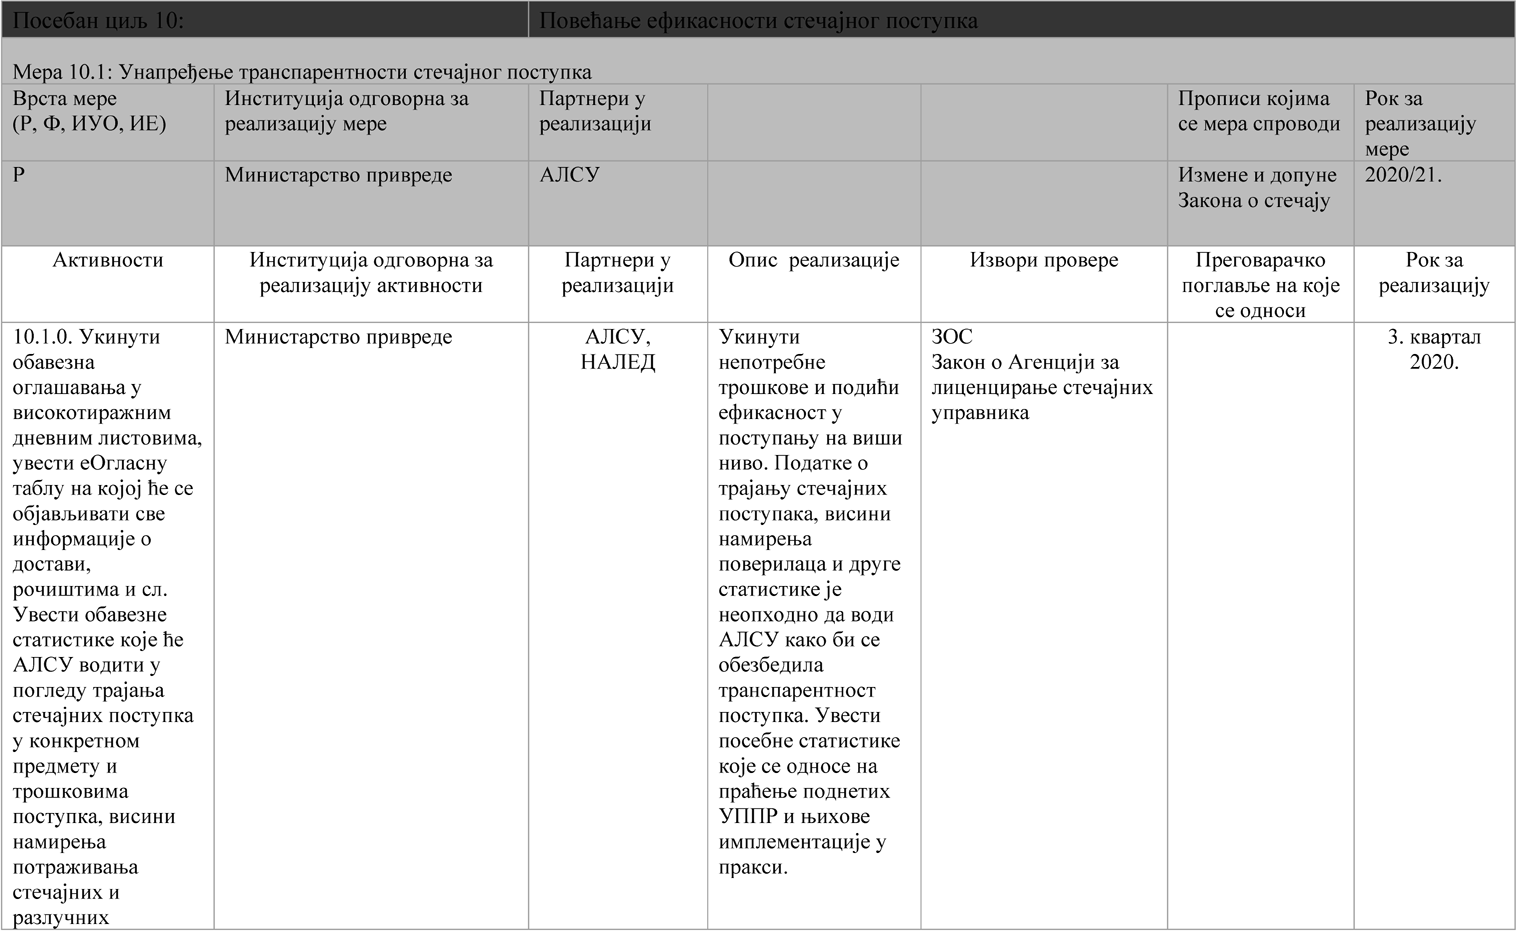 Посебан циљ 10:
Повећање ефикасности стечајног поступка
Мера 10.1: Унапређење транспарентности стечајног поступка
Врста мере
(Р, Ф, ИУО, ИЕ)
Институција одговорна за
реализацију мере
Партнери у
реализацији
Прописи којима
се мера спроводи
Рок за
реализацију
мере
Р
Министарство привреде
АЛСУ
Измене и допуне
Закона о стечају
2020/21.
Активности
Институција одговорна за
реализацију активности
Партнери у
реализацији
Опис реализације
Извори провере
Преговарачко
поглавље на које
се односи
Рок за
реализацију
10.1.0. Укинути
обавезна
оглашавања у
високотиражним
дневним листовима,
увести еОгласну
таблу на којој ће се
објављивати све
информације о
достави,
рочиштима и сл.
Увести обавезне
статистике које ће
АЛСУ водити у
погледу трајања
стечајних поступка
у конкретном
предмету и
трошковима
поступка, висини
намирења
потраживања
стечајних и
разлучних
Министарство привреде
АЛСУ,
НАЛЕД
Укинути
непотребне
трошкове и подићи
ефикасност у
поступању на виши
ниво. Податке о
трајању стечајних
поступака, висини
намирења
поверилаца и друге
статистике је
неопходно да води
АЛСУ како би се
обезбедила
транспарентност
поступка. Увести
посебне статистике
које се односе на
праћење поднетих
УППР и њихове
имплементације у
пракси.
ЗОС
Закон о Агенцији за
лиценцирање стечајних
управника
3. квартал
2020.